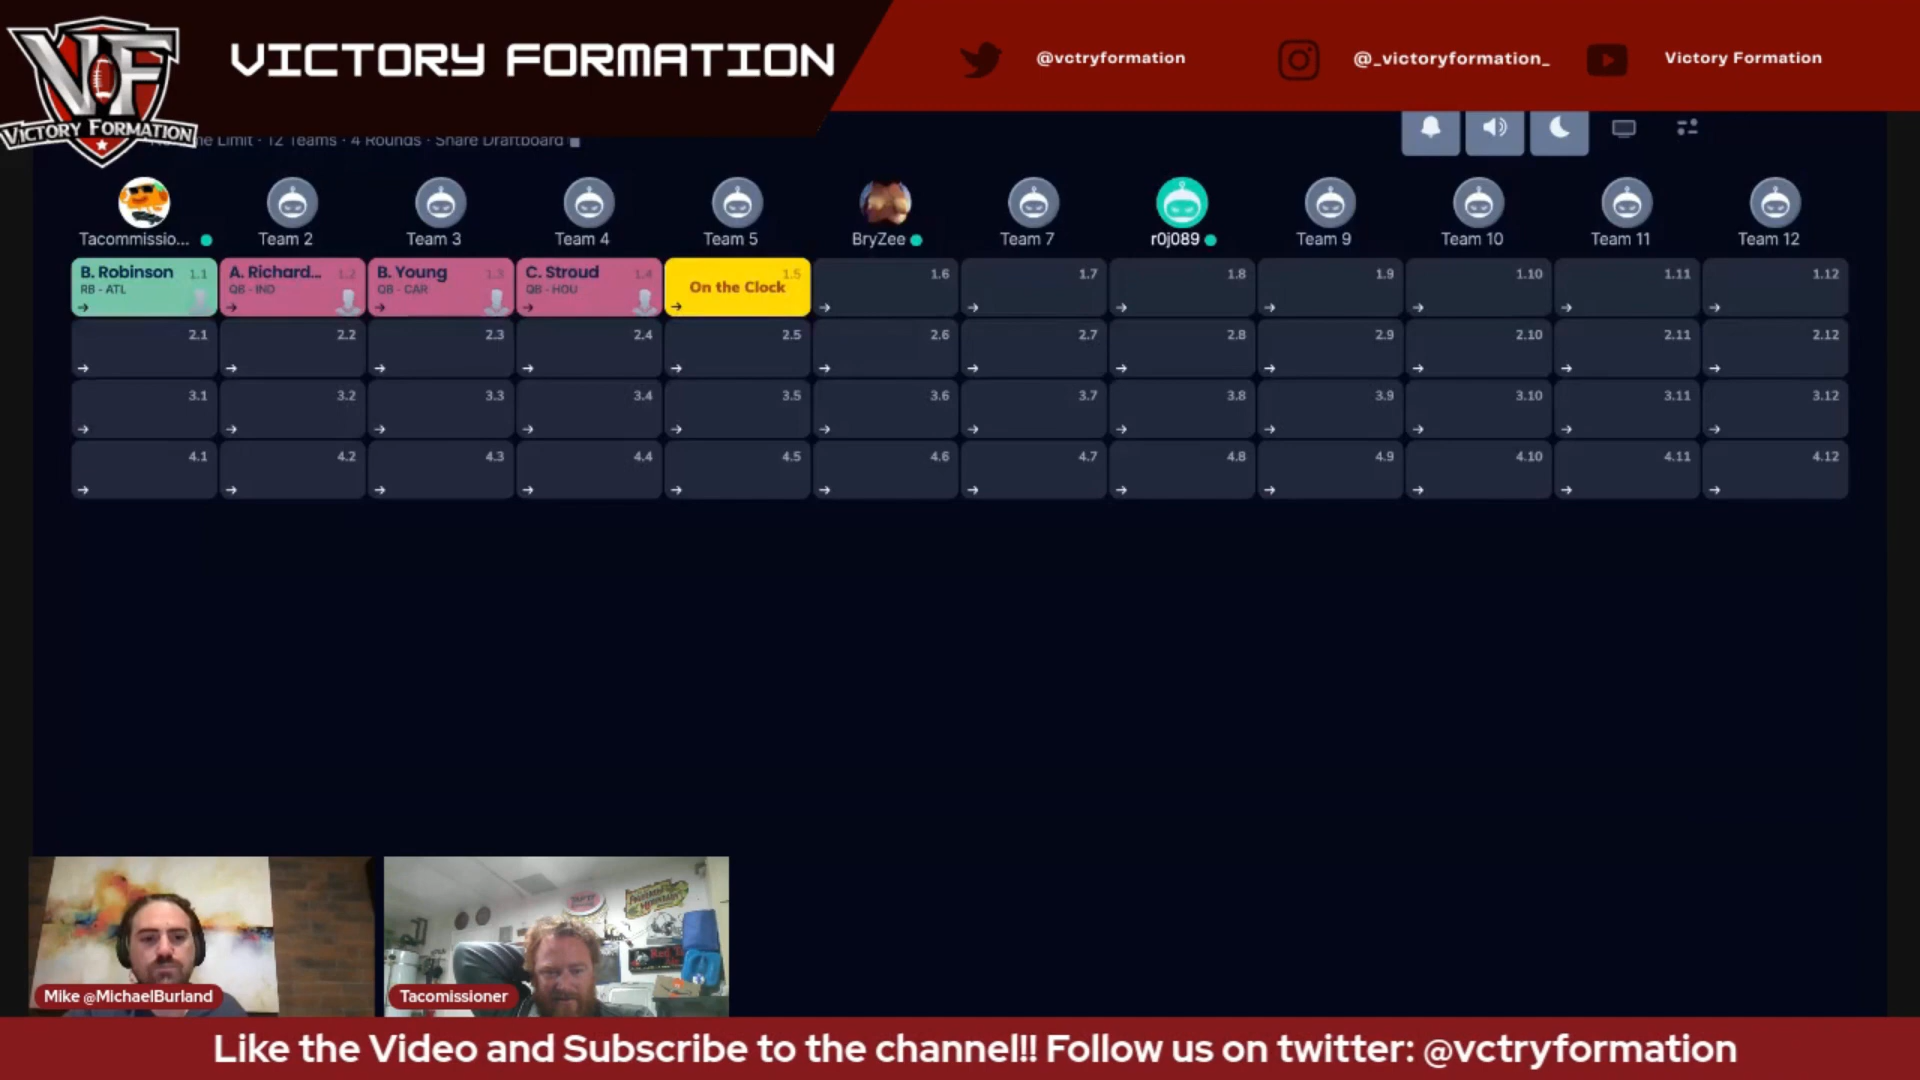 VICTORY FORMATION
@vctryformation
@_victoryformation_
Victory Formation
VF
VICTORY FORMATION
Limit · 12 Teams · 4 Rounds · Share Draftboard
Tacommissio...
Team 2
Team 3
Team 4
Team 5
BryZee
Team 7
r0j089
Team 9
Team 10
Team 11
Team 12
B. Robinson 1.1
RB - ATL
A. Richard... 1.2
QB - IND
B. Young 1.3
QB - CAR
C. Stroud 1.4
QB - HOU
1.5
On the Clock
1.6
1.7
1.8
1.9
1.10
1.11
1.12
2.1
2.2
2.3
2.4
2.5
2.6
2.7
2.8
2.9
2.10
2.11
2.12
3.1
3.2
3.3
3.4
3.5
3.6
3.7
3.8
3.9
3.10
3.11
3.12
4.1
4.2
4.3
4.4
4.5
4.6
4.7
4.8
4.9
4.10
4.11
4.12
Mike @MichaelBurland
Tacomissioner
Like the Video and Subscribe to the channel!! Follow us on twitter: @vctryformation